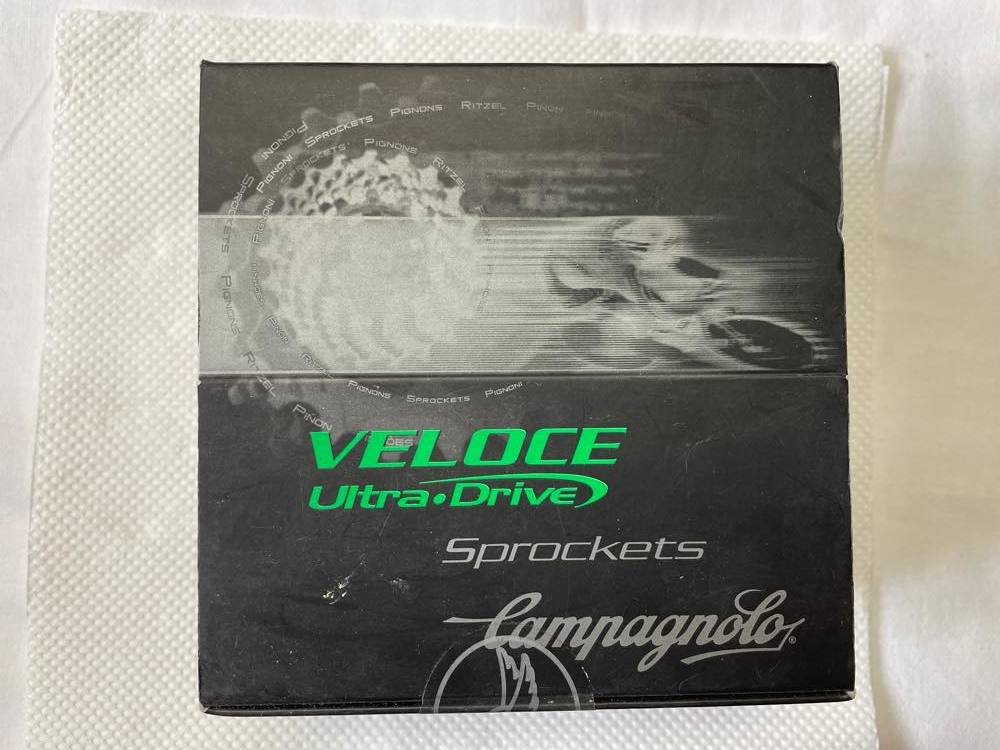 Pignoni Sprockets Pignons Ritzel Piñon
Pignoni Sprockets Pignons Ritzel
Sprockets Pignons Ritzel Piñon
Pignons Sprockets Pignoni
VELOCE
Ultra•Drive
Sprockets
Campagnolo®